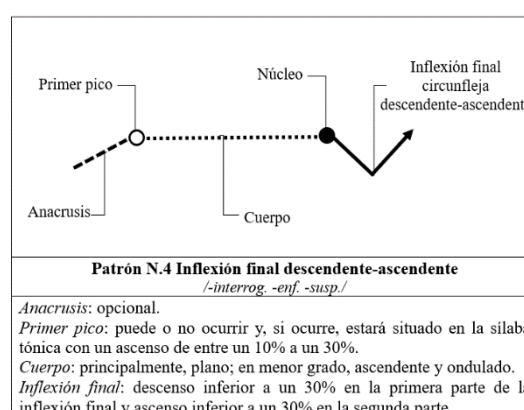 Primer pico
Núcleo
Inflexión final
circunfleja
descendente-ascendent
Anacrusis
Cuerpo
Patrón N.4 Inflexión final descendente-ascendente
/-interrog. -enf. -susp./
Anacrusis: opcional.
Primer pico: puede o no ocurrir y, si ocurre, estará situado en la sílaba
tónica con un ascenso de entre un 10% a un 30%.
Cuerpo: principalmente, plano; en menor grado, ascendente y ondulado.
Inflexión final: descenso inferior a un 30% en la primera parte de la
inflexión final y ascenso inferior a un 30% en la segunda parte.